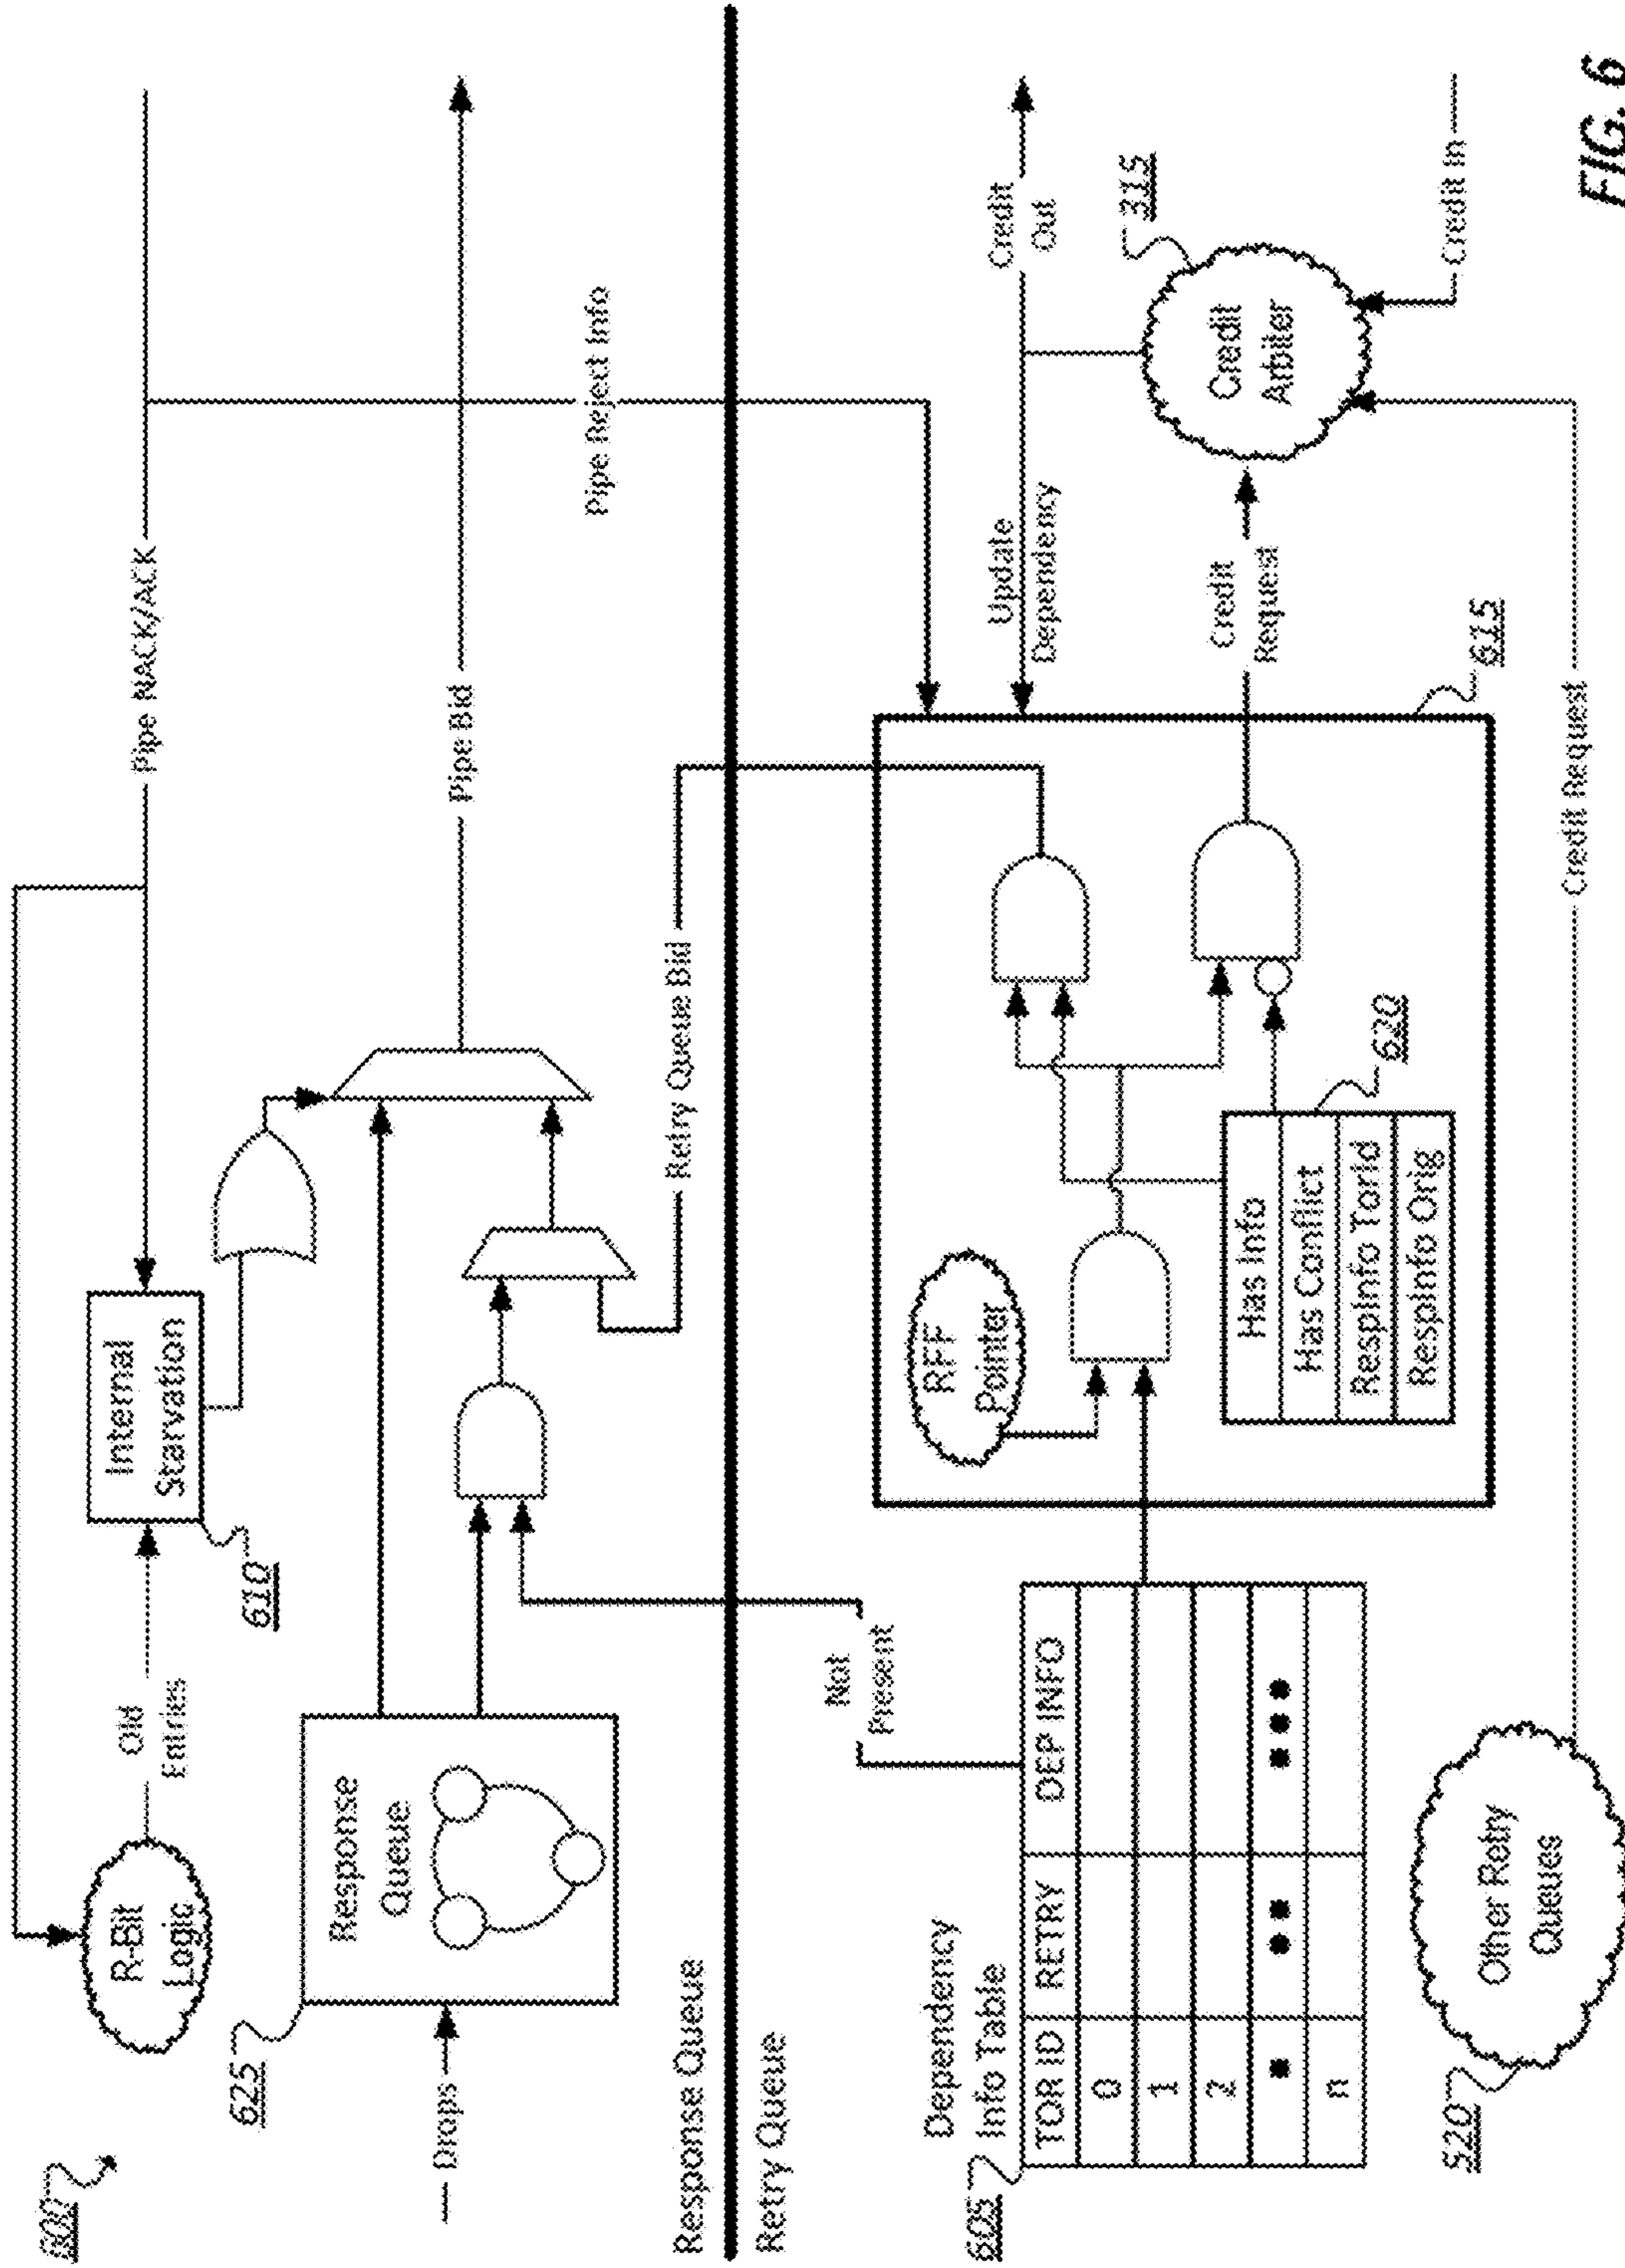 600
R-Bit
Logic
Old
Entries
Internal
Starvation
610
Pipe NACK/ACK
625
Drops
Response
Queue
Pipe Bid
Pipe Reject Info
Retry Queue Bid
Response Queue
Retry Queue
Not
Present
605
Dependency
Info Table
TOR ID
RETRY
DEP INFO
0
1
2
n
RFF
Pointer
Has Info
Has Conflict
RespInfo TorId
RespInfo Orig
620
615
Update
Dependency
Credit
Out
Credit
Request
Credit
Arbiter
315
Credit In
520
Other Retry
Queues
Credit Request
FIG. 6